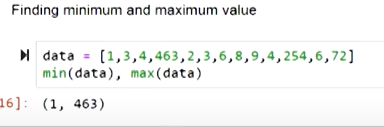 Finding minimum and maximum value
data = [1,3,4,463,2,3,6,8,9,4,254,6,72]
min(data), max(data)
16]: (1, 463)